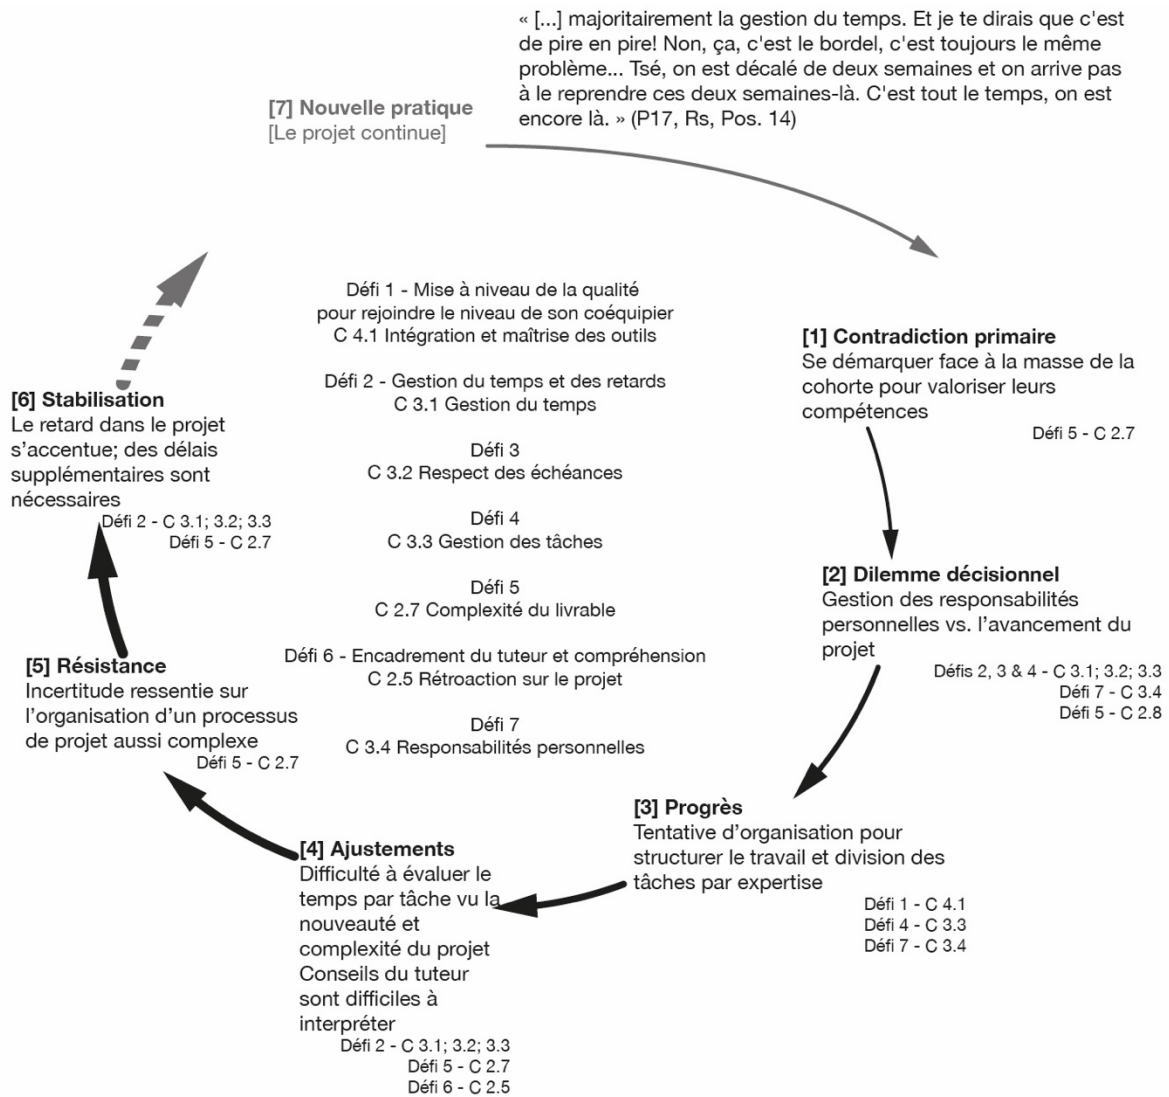 « [...] majoritairement la gestion du temps. Et je te dirais que c'est
de pire en pire! Non, ça, c'est le bordel, c'est toujours le même
problème... Tsé, on est décalé de deux semaines et on arrive pas
à le reprendre ces deux semaines-là. C'est tout le temps, on est
encore là. » (P17, Rs, Pos. 14)
[7] Nouvelle pratique
[Le projet continue]
[1] Contradiction primaire
Se démarquer face à la masse de la
cohorte pour valoriser leurs
compétences
Défi 5 - C 2.7
[2] Dilemme décisionnel
Gestion des responsabilités
personnelles vs. l'avancement du
projet
Défis 2, 3 & 4 - C 3.1; 3.2; 3.3
Défi 7 - C 3.4
Défi 5 - C 2.8
[3] Progrès
Tentative d'organisation pour
structurer le travail et division des
tâches par expertise
Défi 1 - C 4.1
Défi 4 - C 3.3
Défi 7 - C 3.4
[4] Ajustements
Difficulté à évaluer le
temps par tâche vu la
nouveauté et
complexité du projet
Conseils du tuteur
sont difficiles à
interpréter
Défi 2 - C 3.1; 3.2; 3.3
Défi 5 - C 2.7
Défi 6 - C 2.5
[5] Résistance
Incertitude ressentie sur
l'organisation d'un processus
de projet aussi complexe
Défi 5 - C 2.7
[6] Stabilisation
Le retard dans le projet
s'accentue; des délais
supplémentaires sont
nécessaires
Défi 2 - C 3.1; 3.2; 3.3
Défi 5 - C 2.7
Défi 1 - Mise à niveau de la qualité
pour rejoindre le niveau de son coéquipier
C 4.1 Intégration et maîtrise des outils
Défi 2 - Gestion du temps et des retards
C 3.1 Gestion du temps
Défi 3
C 3.2 Respect des échéances
Défi 4
C 3.3 Gestion des tâches
Défi 5
C 2.7 Complexité du livrable
Défi 6 - Encadrement du tuteur et compréhension
C 2.5 Rétroaction sur le projet
Défi 7
C 3.4 Responsabilités personnelles